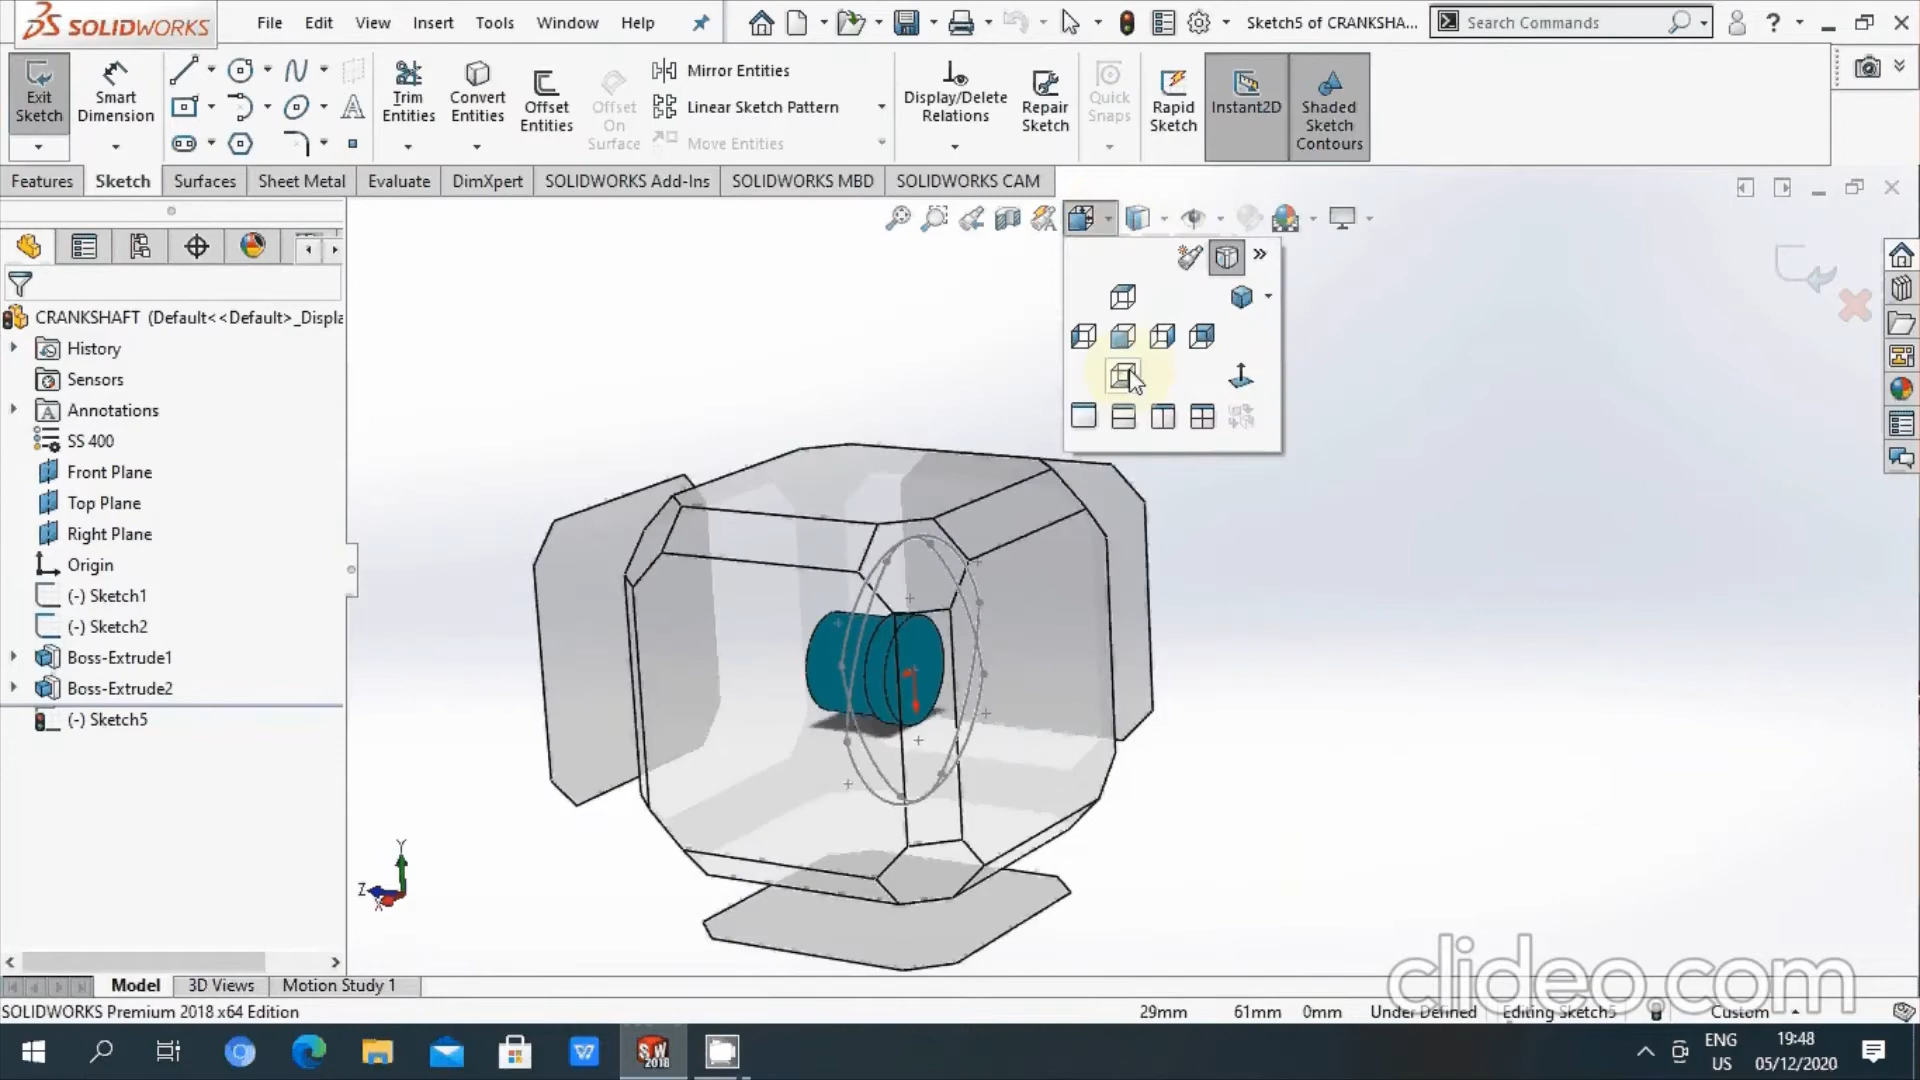 SOLIDWORKS
File
Edit
View
Insert
Tools
Window
Help
Sketch5 of CRANKSHA...
Search Commands
?
Exit Sketch
Smart Dimension
Trim Entities
Convert Entities
Offset Entities
Offset On Surface
Mirror Entities
Linear Sketch Pattern
Move Entities
Display/Delete Relations
Repair Sketch
Quick Snaps
Rapid Sketch
Instant2D
Shaded Sketch Contours
Features
Sketch
Surfaces
Sheet Metal
Evaluate
DimXpert
SOLIDWORKS Add-Ins
SOLIDWORKS MBD
SOLIDWORKS CAM
CRANKSHAFT (Default<<Default>_Displa
History
Sensors
Annotations
SS 400
Front Plane
Top Plane
Right Plane
Origin
(-) Sketch1
(-) Sketch2
Boss-Extrude1
Boss-Extrude2
(-) Sketch5
Y
Z
X
Model
3D Views
Motion Study 1
clideo.com
SOLIDWORKS Premium 2018 x64 Edition
29mm
61mm
0mm
Under Defined
Editing Sketch5
Custom
SW
2018
ENG
US
19:48
05/12/2020